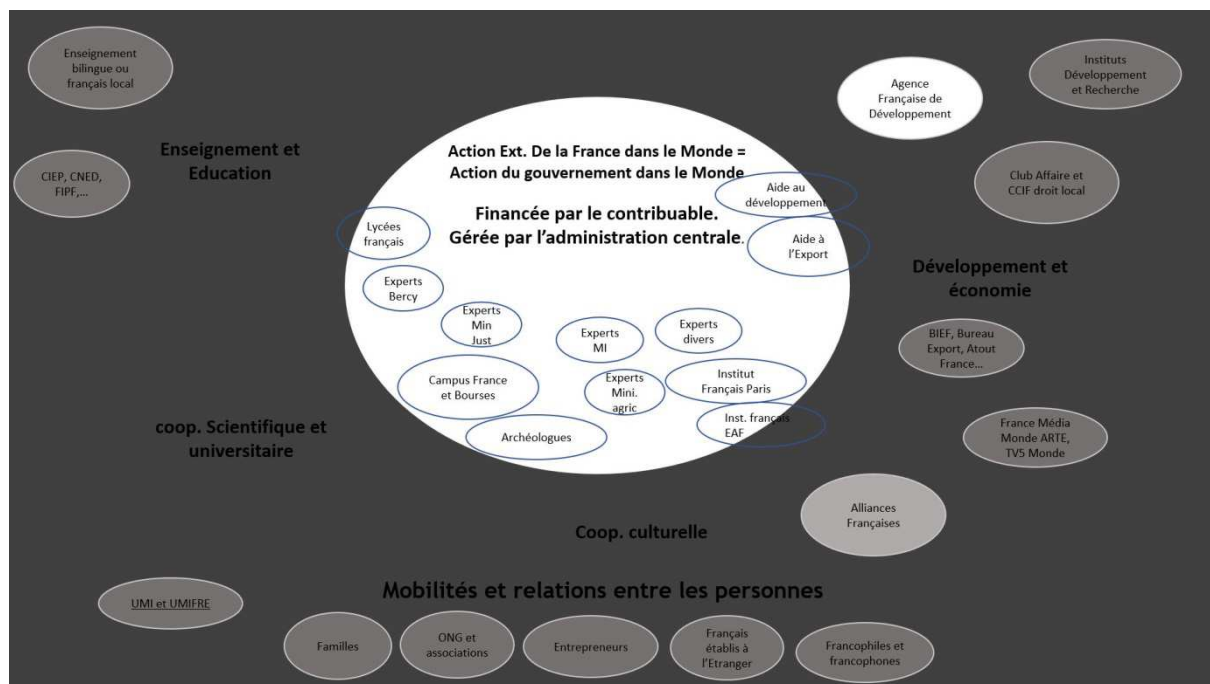 Enseignement
bilingue ou
français local
CIEP, CNED,
FIPF,...
Enseignement et
Education
Action Ext. De la France dans le Monde =
Action du gouvernement dans le Monde
Financée par le contribuable.
Gérée par l'administration centrale.
Agence
Française de
Développement
Instituts
Développement
et Recherche
Club Affaire et
CCIF droit local
Aide au
développement
Aide à
l'Export
Développement et
économie
Lycées
français
Experts
Bercy
Experts
Min
Just
Experts
MI
Experts
divers
BIEF, Bureau
Export, Atout
France...
Campus France
et Bourses
Experts
Mini.
agric
Institut
Français Paris
Archéologues
Inst. français
EAF
coop. Scientifique et
universitaire
France Média
Monde ARTE,
TV5 Monde
Alliances
Françaises
Coop. culturelle
Mobilités et relations entre les personnes
UMI et UMIFRE
Familles
ONG et
associations
Entrepreneurs
Français
établis à
l'Etranger
Francophiles et
francophones